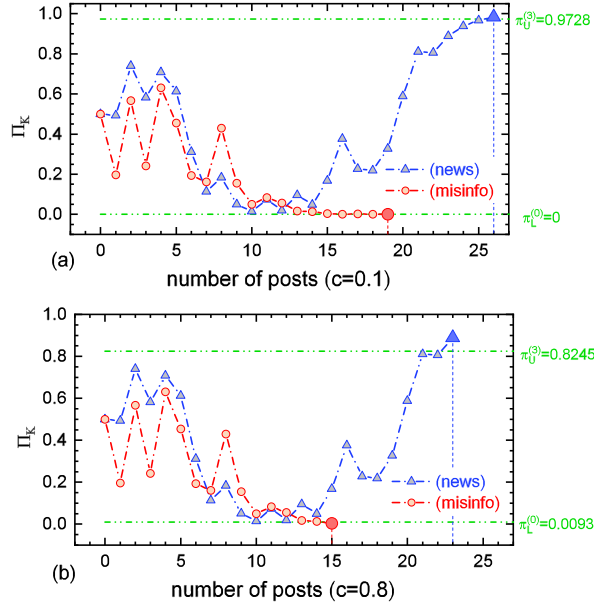 1.0
0.8
0.6
0.4
0.2
0.0
Π_K
π_U^(3)=0.9728
(news)
(misinfo)
π_L^(0)=0
0 5 10 15 20 25
(a)
number of posts (c=0.1)
1.0
0.8
0.6
0.4
0.2
0.0
Π_K
π_U^(3)=0.8245
(news)
(misinfo)
π_L^(0)=0.0093
0 5 10 15 20 25
(b)
number of posts (c=0.8)